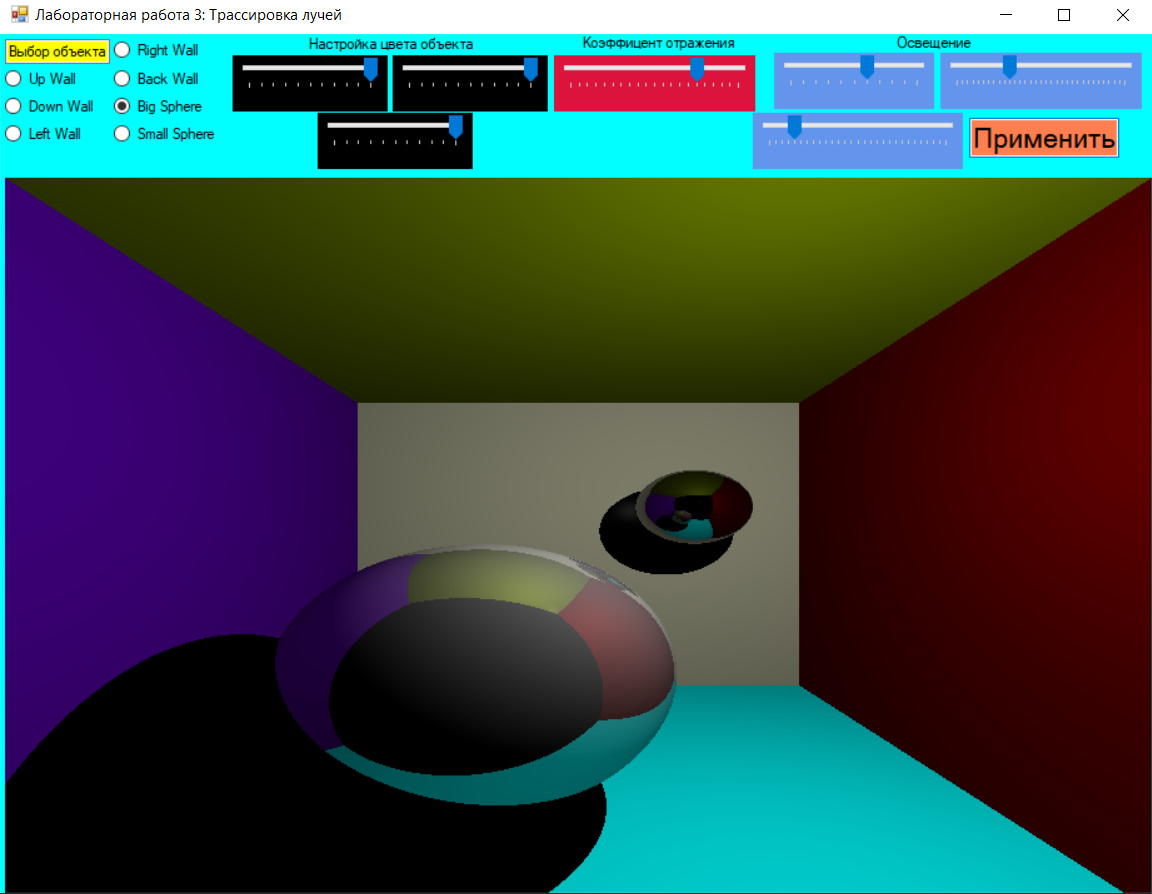 Лабораторная работа 3: Трассировка лучей
Выбор объекта
Right Wall
Up Wall
Back Wall
Down Wall
Big Sphere
Left Wall
Small Sphere
Настройка цвета объекта
Коэффицент отражения
Освещение
Применить